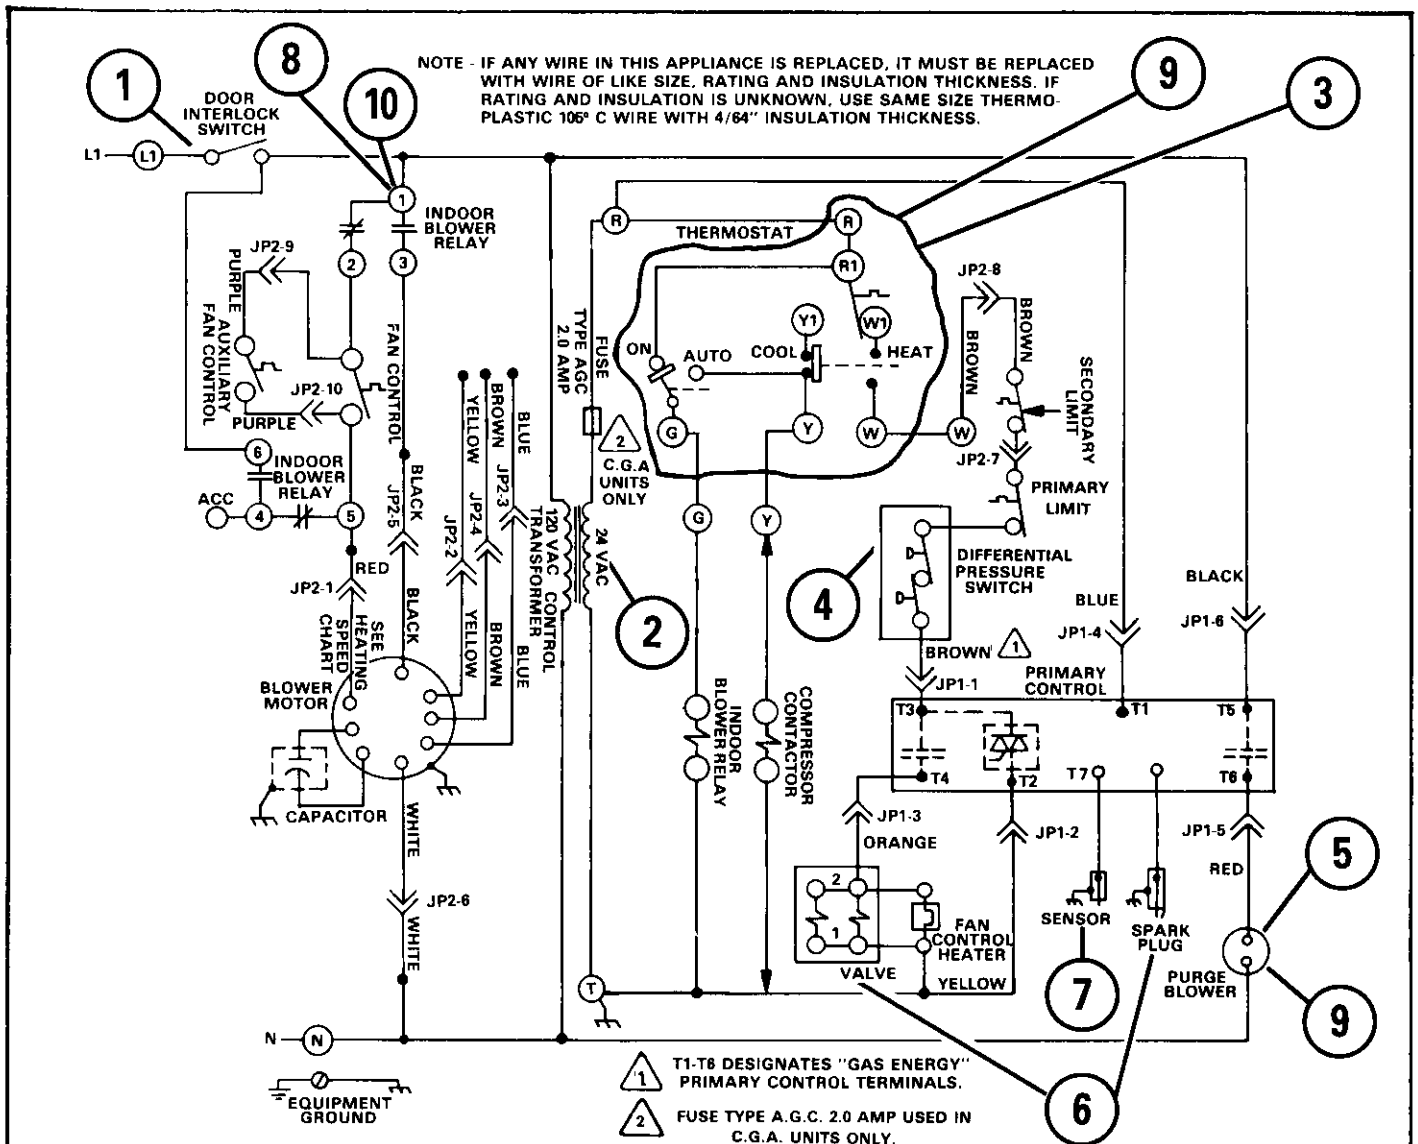 NOTE - IF ANY WIRE IN THIS APPLIANCE IS REPLACED, IT MUST BE REPLACED
WITH WIRE OF LIKE SIZE, RATING AND INSULATION THICKNESS. IF
RATING AND INSULATION IS UNKNOWN, USE SAME SIZE THERMO-
PLASTIC 105° C WIRE WITH 4/64" INSULATION THICKNESS.
8
10
9
3
1
DOOR
INTERLOCK
SWITCH
L1
L1
1
INDOOR
BLOWER
RELAY
2
3
JP2-9
PURPLE
AUXILIARY
FAN CONTROL
JP2-10
PURPLE
FAN CONTROL
6
INDOOR
BLOWER
RELAY
ACC
4
5
RED
JP2-1
SEE
HEATING
SPEED
CHART
BLACK
JP2-5
BLACK
YELLOW
JP2-2
YELLOW
BROWN
JP2-4
BROWN
BLUE
JP2-3
BLUE
BLOWER
MOTOR
CAPACITOR
WHITE
JP2-6
WHITE
N
N
EQUIPMENT
GROUND
FUSE
TYPE AGC
2.0 AMP
2
C.G.A
UNITS
ONLY
120 VAC CONTROL
TRANSFORMER
24 VAC
2
R
THERMOSTAT
R
R1
Y1
W1
ON
AUTO
COOL
HEAT
G
Y
W
W
G
Y
INDOOR
BLOWER RELAY
COMPRESSOR
CONTACTOR
T
JP2-8
BROWN
BROWN
SECONDARY
LIMIT
JP2-7
PRIMARY
LIMIT
DIFFERENTIAL
PRESSURE
SWITCH
4
BROWN
1
JP1-1
BLUE
JP1-4
BLACK
JP1-6
PRIMARY
CONTROL
T3
T1
T5
T4
T2
T7
T6
JP1-3
ORANGE
JP1-2
JP1-5
RED
2
1
VALVE
FAN
CONTROL
HEATER
YELLOW
SENSOR
SPARK
PLUG
PURGE
BLOWER
5
7
9
6
1
T1-T6 DESIGNATES "GAS ENERGY"
PRIMARY CONTROL TERMINALS.
2
FUSE TYPE A.G.C. 2.0 AMP USED IN
C.G.A. UNITS ONLY.